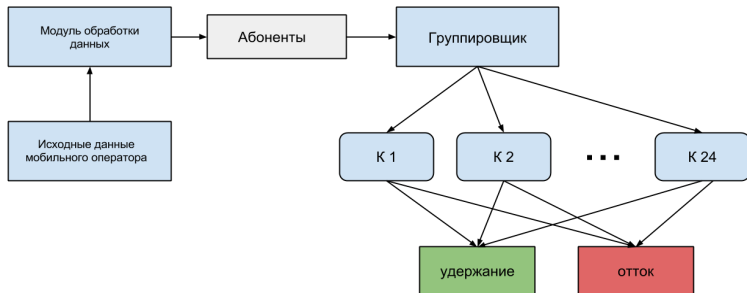 Модуль обработки
данных
Абоненты
Группировщик
Исходные данные
мобильного оператора
К 1
К 2
...
К 24
удержание
отток